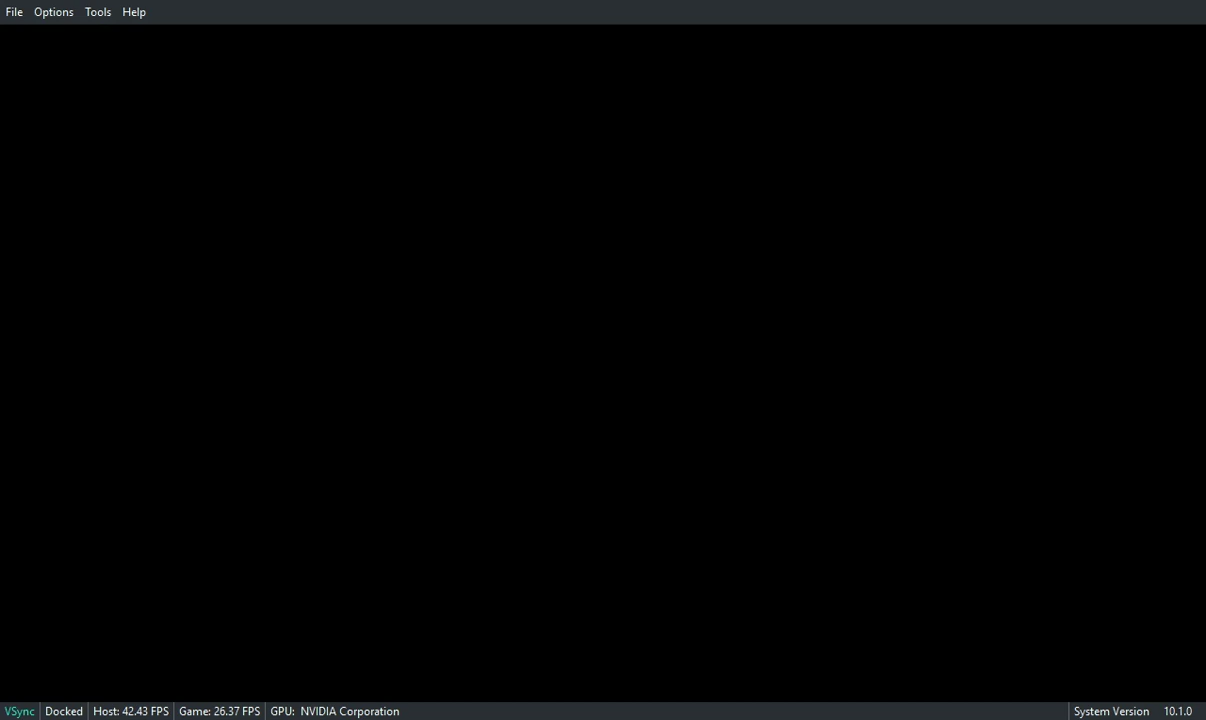 File Options Tools Help
VSync Docked Host: 42.43 FPS Game: 26.37 FPS GPU: NVIDIA Corporation System Version 10.1.0